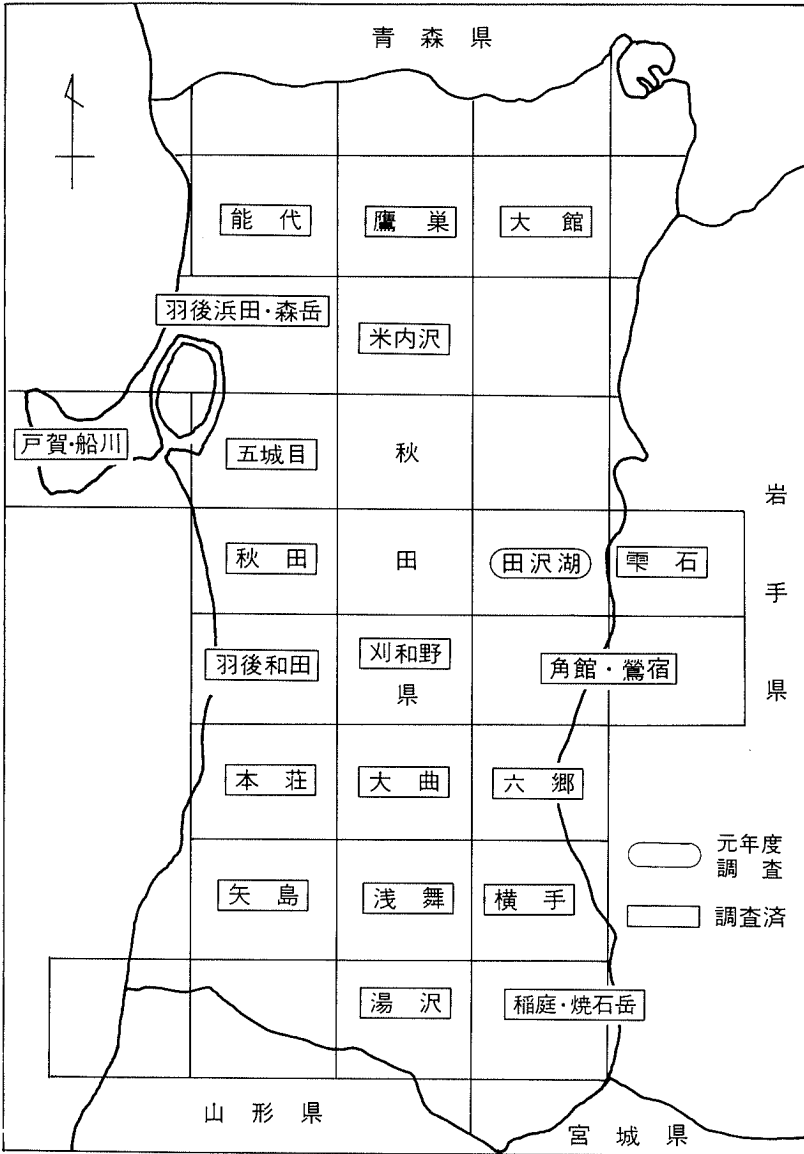 青森県
能代
鷹巣
大館
羽後浜田・森岳
米内沢
戸賀・船川
五城目
秋
岩
秋田
田
田沢湖
雫石
手
羽後和田
刈和野
角館・鶯宿
県
県
本荘
大曲
六郷
元年度
調査
矢島
浅舞
横手
調査済
湯沢
稲庭・焼石岳
山形県
宮城県